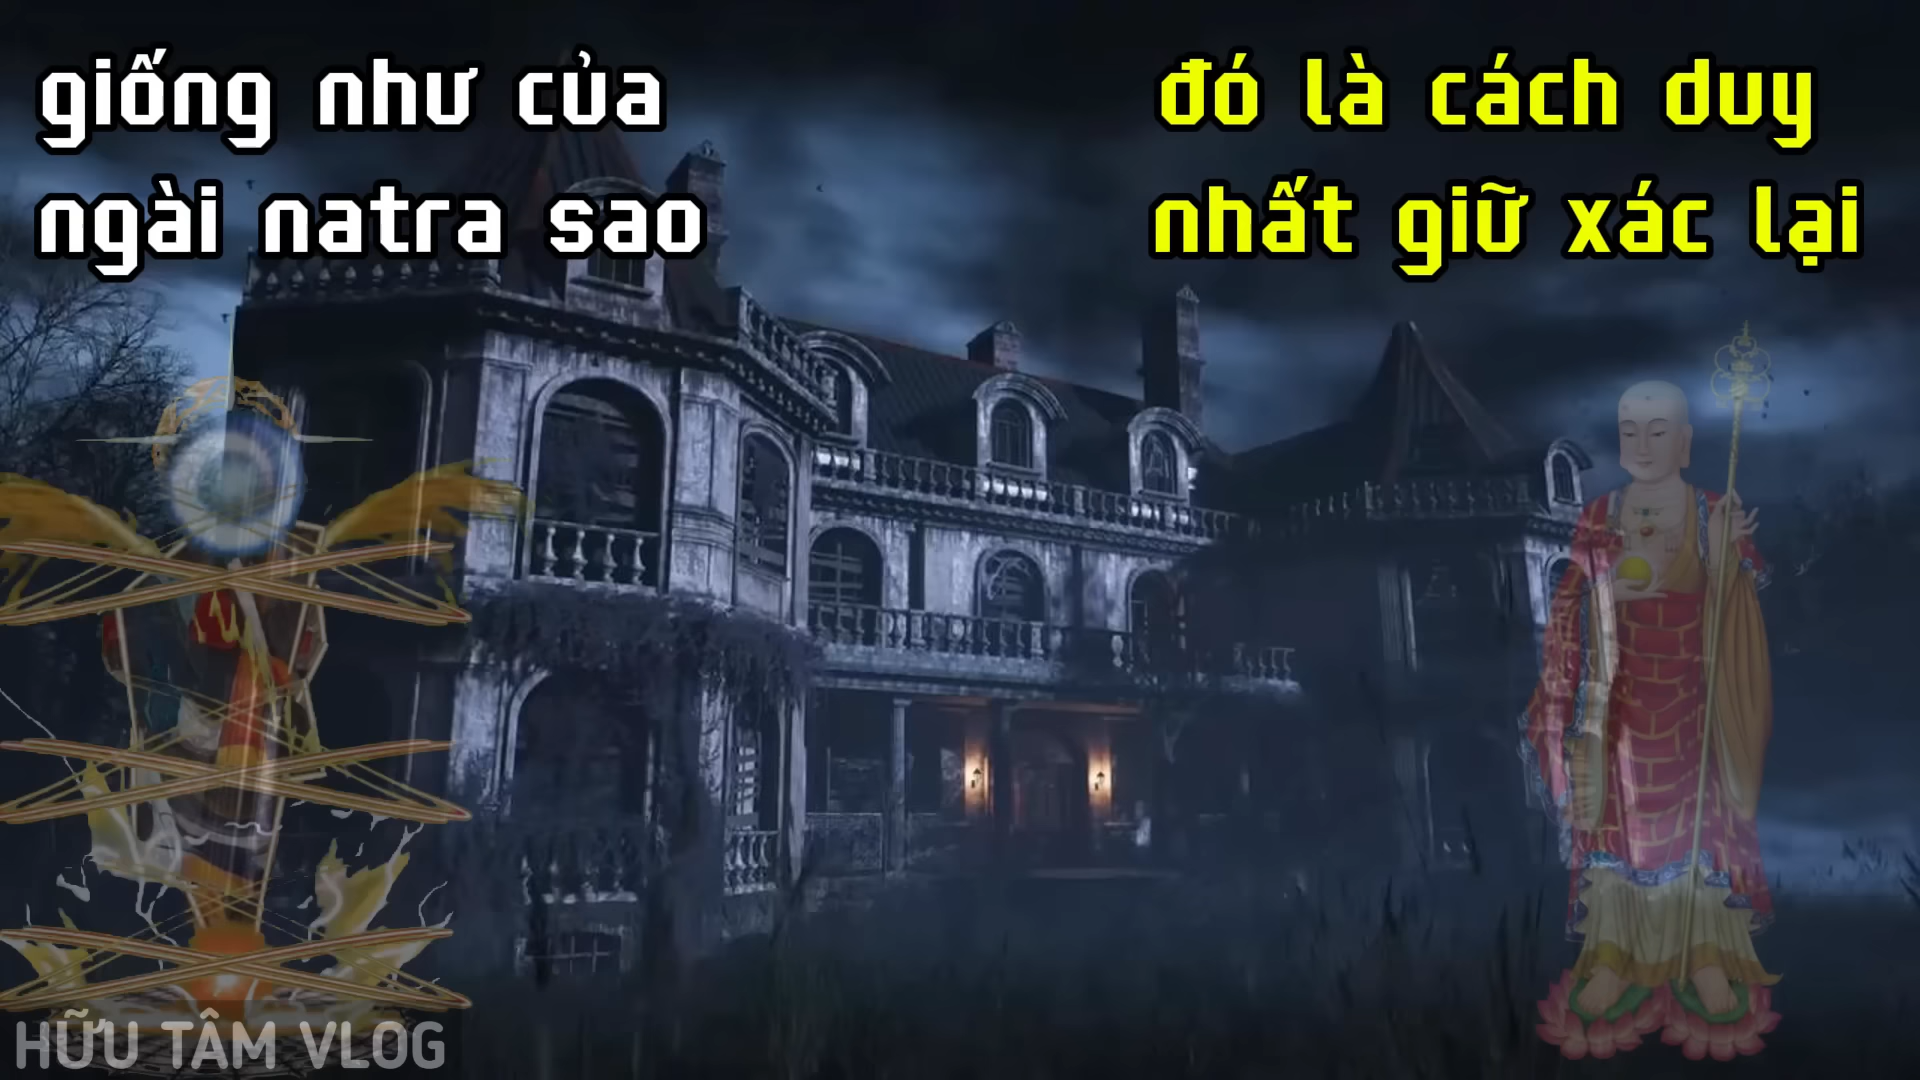 giống như của
ngài natra sao
đó là cách duy
nhất giữ xác lại
HỮU TÂM VLOG